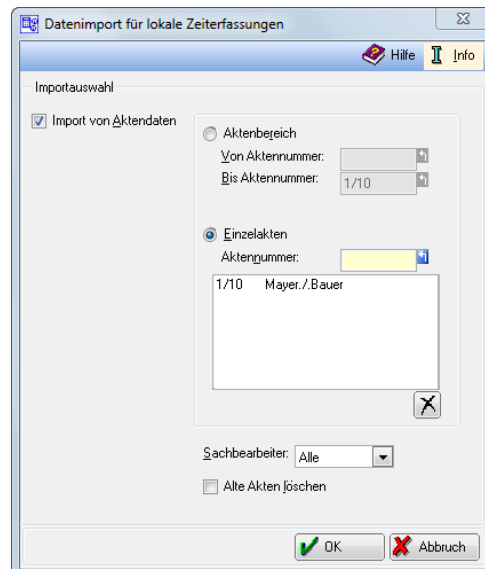 Datenimport für lokale Zeiterfassungen
Hilfe Info
Importauswahl
Import von Aktendaten
Aktenbereich
Von Aktennummer:
Bis Aktennummer: 1/10
Einzelakten
Aktennummer:
1/10 Mayer./.Bauer
Sachbearbeiter: Alle
Alte Akten löschen
OK Abbruch